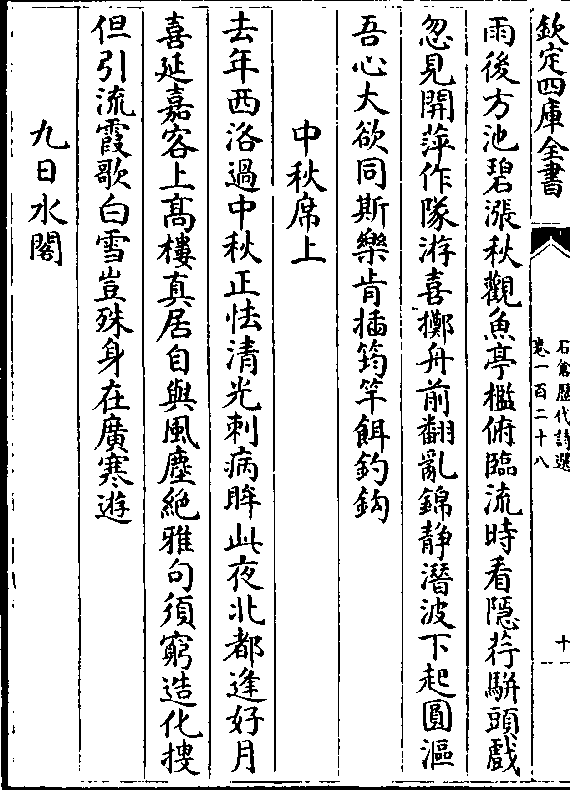 欽定四庫全書
石倉歷代詩選
卷一百二十八
十
雨後方池碧漲秋觀魚亭檻俯臨流時看隱荇駢頭戲
忽見開萍作隊游喜擲舟前翻亂錦静潛波下起圓漚
吾心大欲同斯樂肯插筠竿餌釣鈎
中秋席上
去年西洛過中秋正怯清光刺病眸此夜北都逢好月
喜延嘉客上髙樓真居自與風塵絶雅句須窮造化搜
但引流霞歌白雪豈殊身在廣寒遊
九日水閣